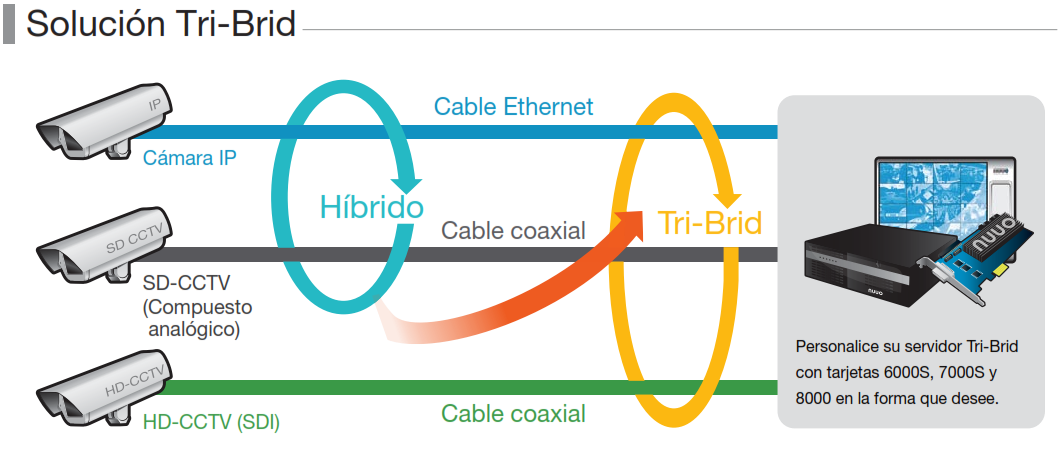 Solución Tri-Brid
IP
Cable Ethernet
Cámara IP
Híbrido
Tri-Brid
SD CCTV
Cable coaxial
SD-CCTV
(Compuesto
analógico)
nuuo
nuuo
Personalice su servidor Tri-Brid
con tarjetas 6000S, 7000S y
8000 en la forma que desee.
HD-CCTV
HD-CCTV (SDI)
Cable coaxial